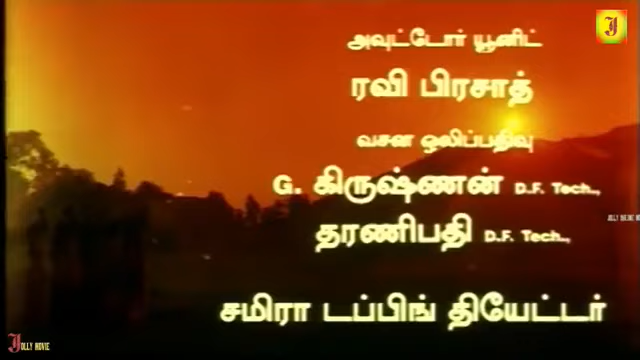 அவுட்டோர் யூனிட்
ரவி பிரசாத்
வசன ஒலிப்பதிவு
G. கிருஷ்ணன் D.F. Tech.,
தரணிபதி D.F. Tech.,
சமிரா டப்பிங் தியேட்டர்
J
JOLLY MOVIE